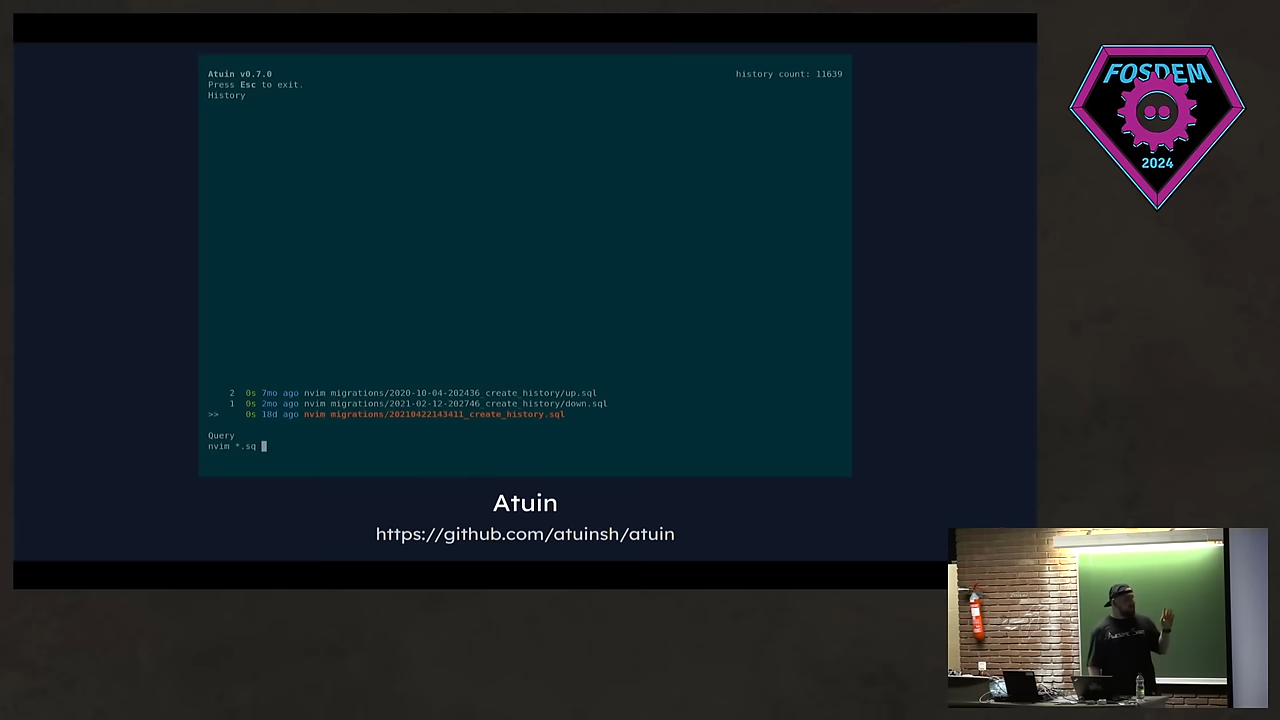 Atuin v0.7.0
history count: 11639
Press Esc to exit.
History
2 0s 7mo ago nvim migrations/2020-10-04-202436_create_history/up.sql
1 0s 2mo ago nvim migrations/2021-02-12-202746_create_history/down.sql
>> 0s 18d ago nvim migrations/20210422143411_create_history.sql
Query
nvim *.sq
Atuin
https://github.com/atuinsh/atuin
FOSDEM
2024